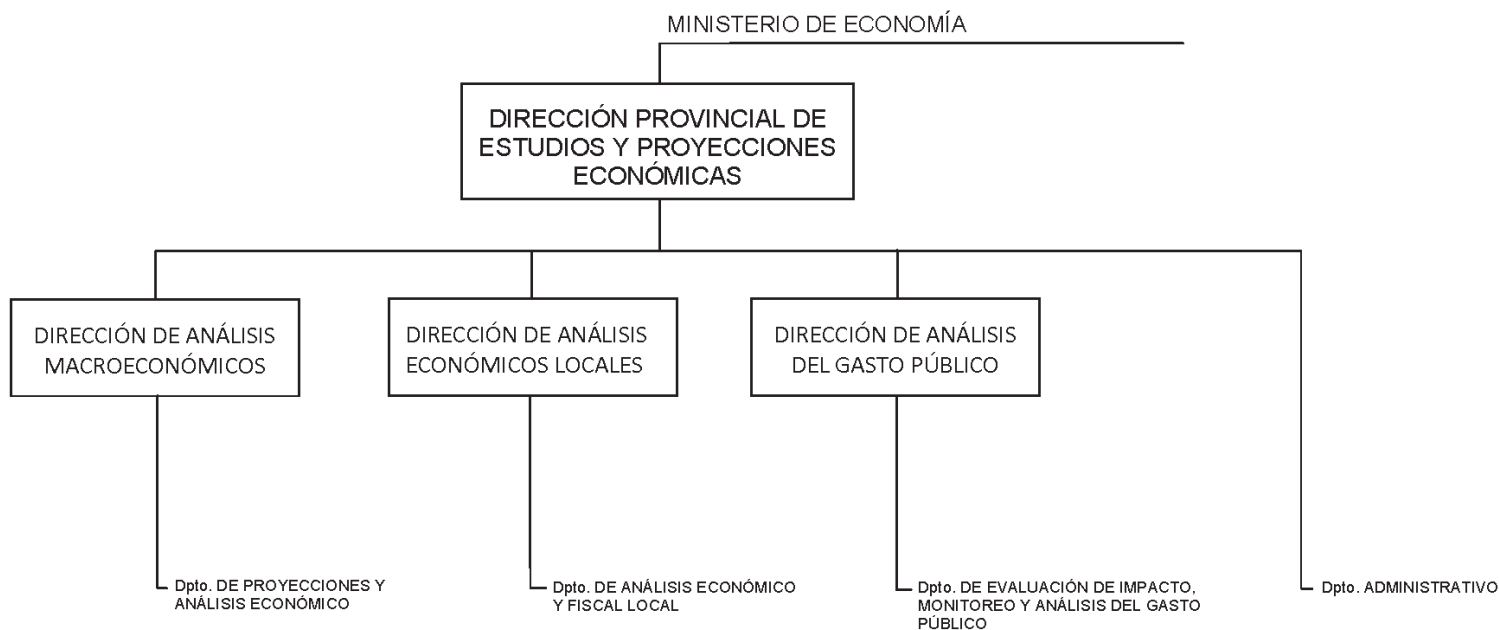 MINISTERIO DE ECONOMÍA
DIRECCIÓN PROVINCIAL DE
ESTUDIOS Y PROYECCIONES
ECONÓMICAS
DIRECCIÓN DE ANÁLISIS
MACROECONÓMICOS
DIRECCIÓN DE ANÁLISIS
ECONÓMICOS LOCALES
DIRECCIÓN DE ANÁLISIS
DEL GASTO PÚBLICO
Dpto. DE PROYECCIONES Y
ANÁLISIS ECONÓMICO
Dpto. DE ANÁLISIS ECONÓMICO
Y FISCAL LOCAL
Dpto. DE EVALUACIÓN DE IMPACTO,
MONITOREO Y ANÁLISIS DEL GASTO
PÚBLICO
Dpto. ADMINISTRATIVO